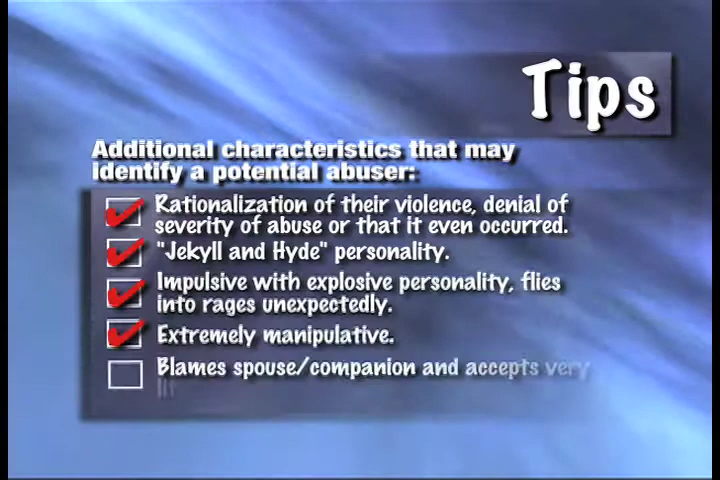 Tips
Additional characteristics that may
identify a potential abuser:
Rationalization of their violence, denial of
severity of abuse or that it even occurred.
"Jekyll and Hyde" personality.
Impulsive with explosive personality, flies
into rages unexpectedly.
Extremely manipulative.
Blames spouse/companion and accepts very